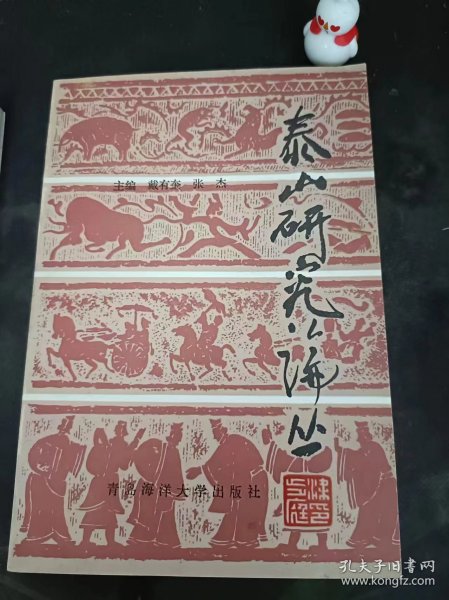 泰山研究论丛
主编 戴有奎 张杰
青岛海洋大学出版社
孔夫子旧书网
www.kongfz.com